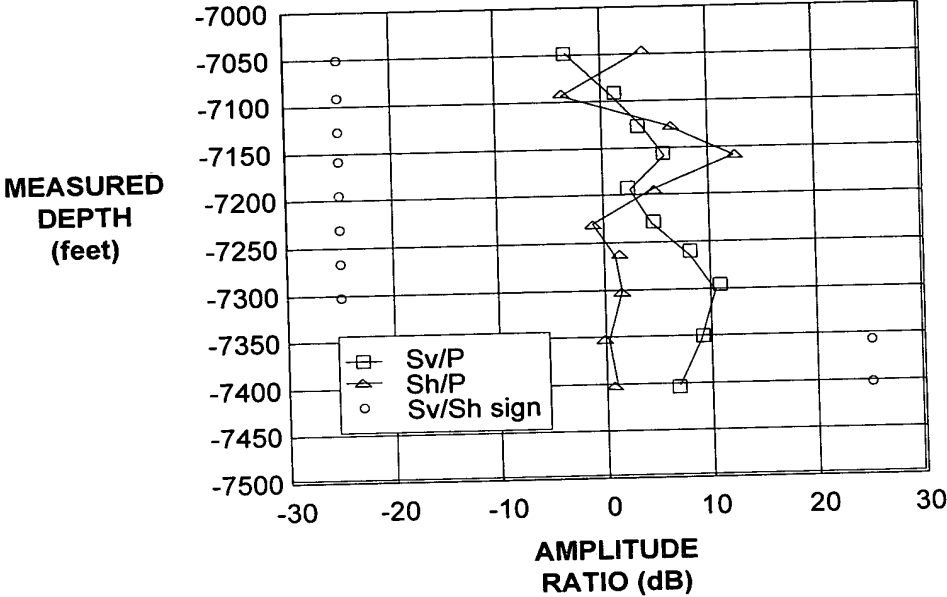 -7000
-7050
-7100
-7150
-7200
-7250
-7300
-7350
-7400
-7450
-7500
MEASURED
DEPTH
(feet)
Sv/P
Sh/P
Sv/Sh sign
-30
-20
-10
0
10
20
30
AMPLITUDE
RATIO (dB)